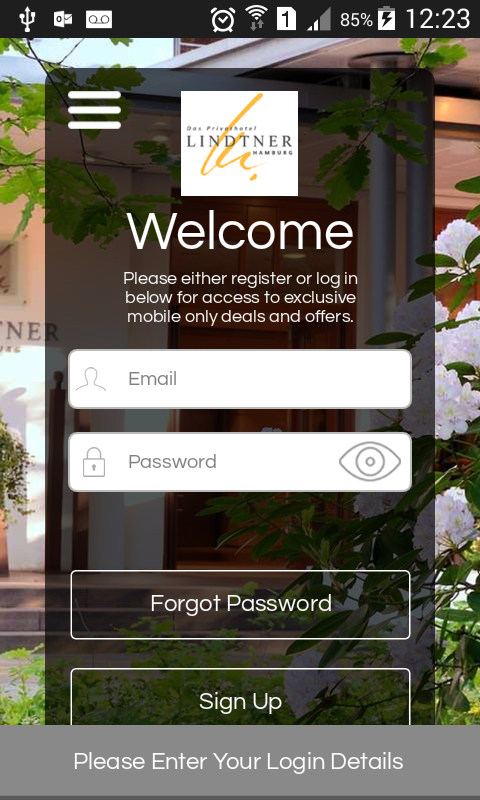 1 85% 12:23
Das Privathotel
LINDTNER
HAMBURG
Welcome
Please either register or log in
below for access to exclusive
mobile only deals and offers.
NER
Email
Password
Forgot Password
Sign Up
Please Enter Your Login Details